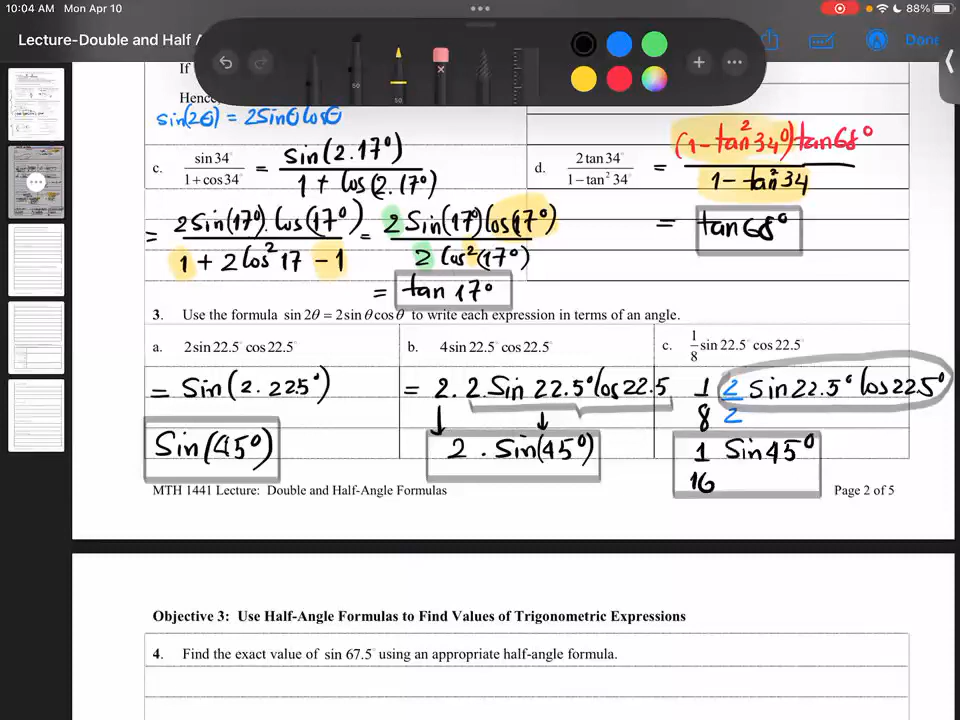 10:04 AM Mon Apr 10
88%
Lecture-Double and Half A
Done
If
Hence,
50
50
sin(2θ) = 2Sinθ Cosθ
c. sin 34° / 1 + cos 34° = Sin(2·17°) / 1 + Cos(2·17°)
= 2Sin(17°)·Cos(17°) / 1 + 2Cos²17 - 1 = 2 Sin(17°) Cos(17°) / 2 Cos²(17°)
= tan 17°
d. 2 tan 34° / 1 − tan² 34° = (1 - tan²34°) tan 68° / 1 - tan²34
= tan 68°
3. Use the formula sin 2θ = 2 sin θ cos θ to write each expression in terms of an angle.
a. 2 sin 22.5° cos 22.5°
= Sin(2·225°)
Sin(45°)
b. 4 sin 22.5° cos 22.5°
= 2·2·Sin 22.5° Cos 22.5
2 · Sin(45°)
c. 1/8 sin 22.5° cos 22.5°
1/8 2/2 Sin 22.5° Cos 22.5°
1/16 Sin 45°
MTH 1441 Lecture: Double and Half-Angle Formulas
Page 2 of 5
Objective 3: Use Half-Angle Formulas to Find Values of Trigonometric Expressions
4. Find the exact value of sin 67.5° using an appropriate half-angle formula.